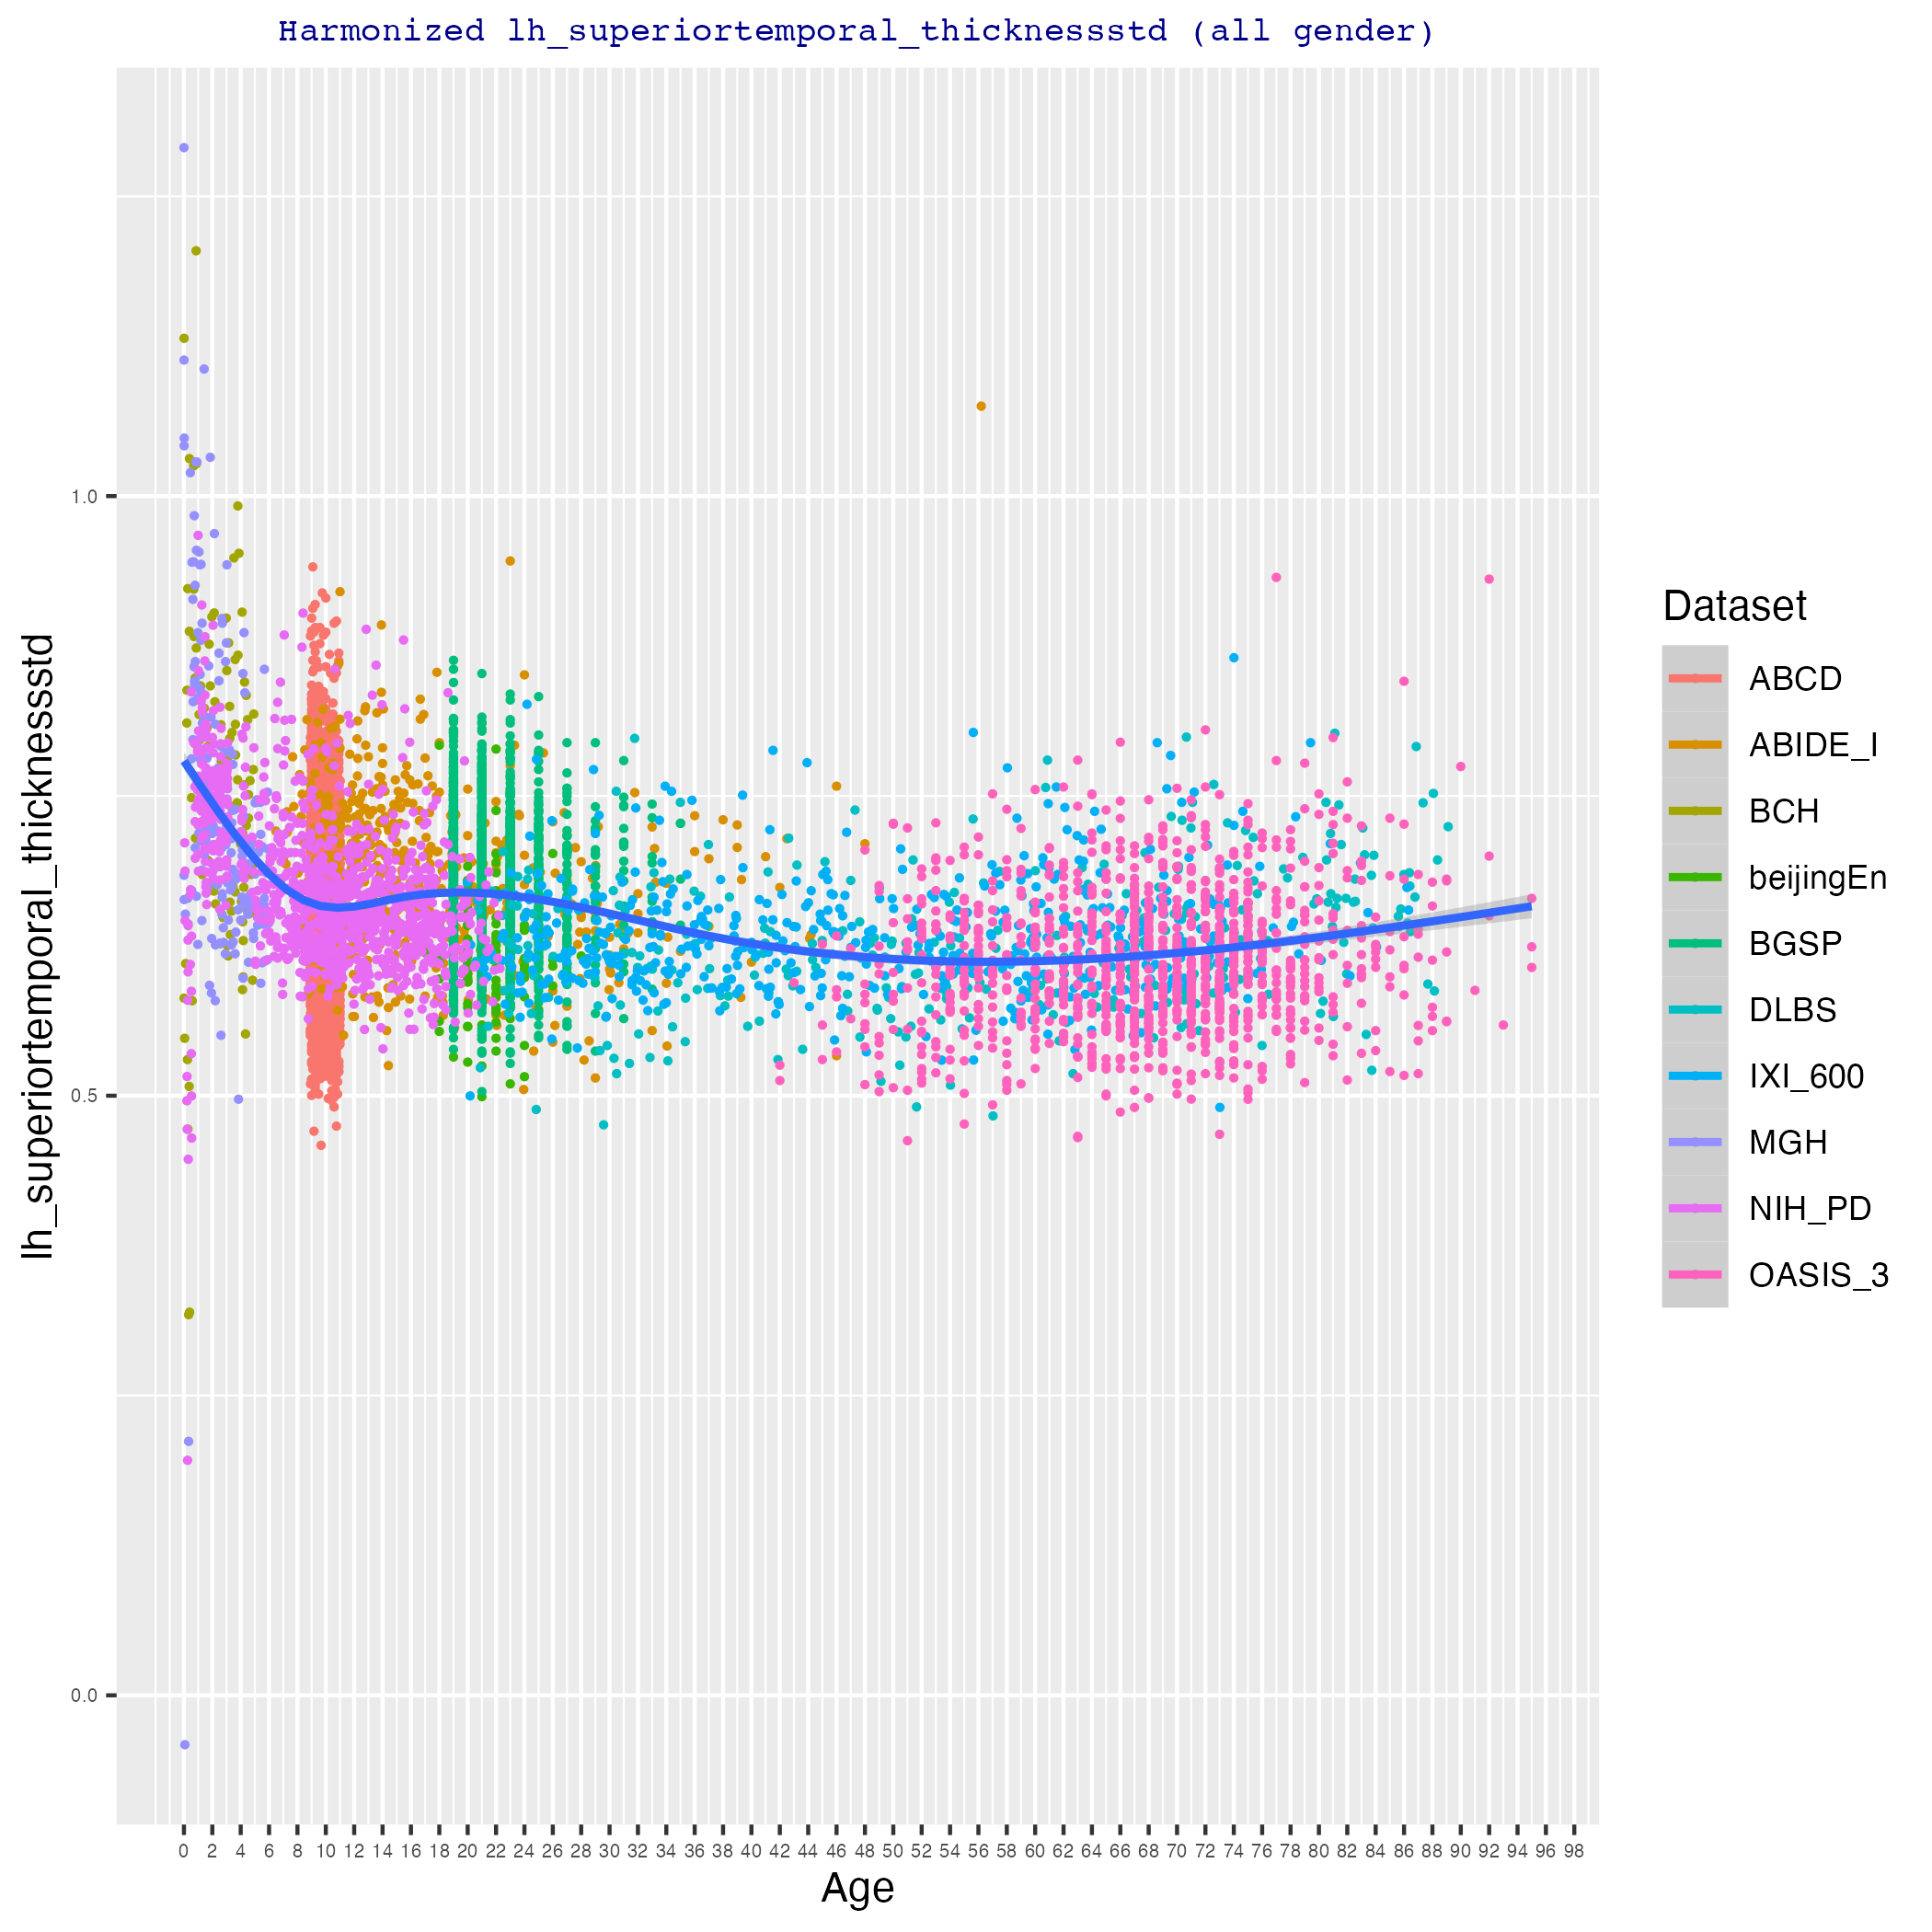 Harmonized lh_superiortemporal_thicknessstd (all gender)
lh_superiortemporal_thicknessstd
1.0
0.5
0.0
0 2 4 6 8 10 12 14 16 18 20 22 24 26 28 30 32 34 36 38 40 42 44 46 48 50 52 54 56 58 60 62 64 66 68 70 72 74 76 78 80 82 84 86 88 90 92 94 96 98
Age
Dataset
ABCD
ABIDE_I
BCH
beijingEn
BGSP
DLBS
IXI_600
MGH
NIH_PD
OASIS_3